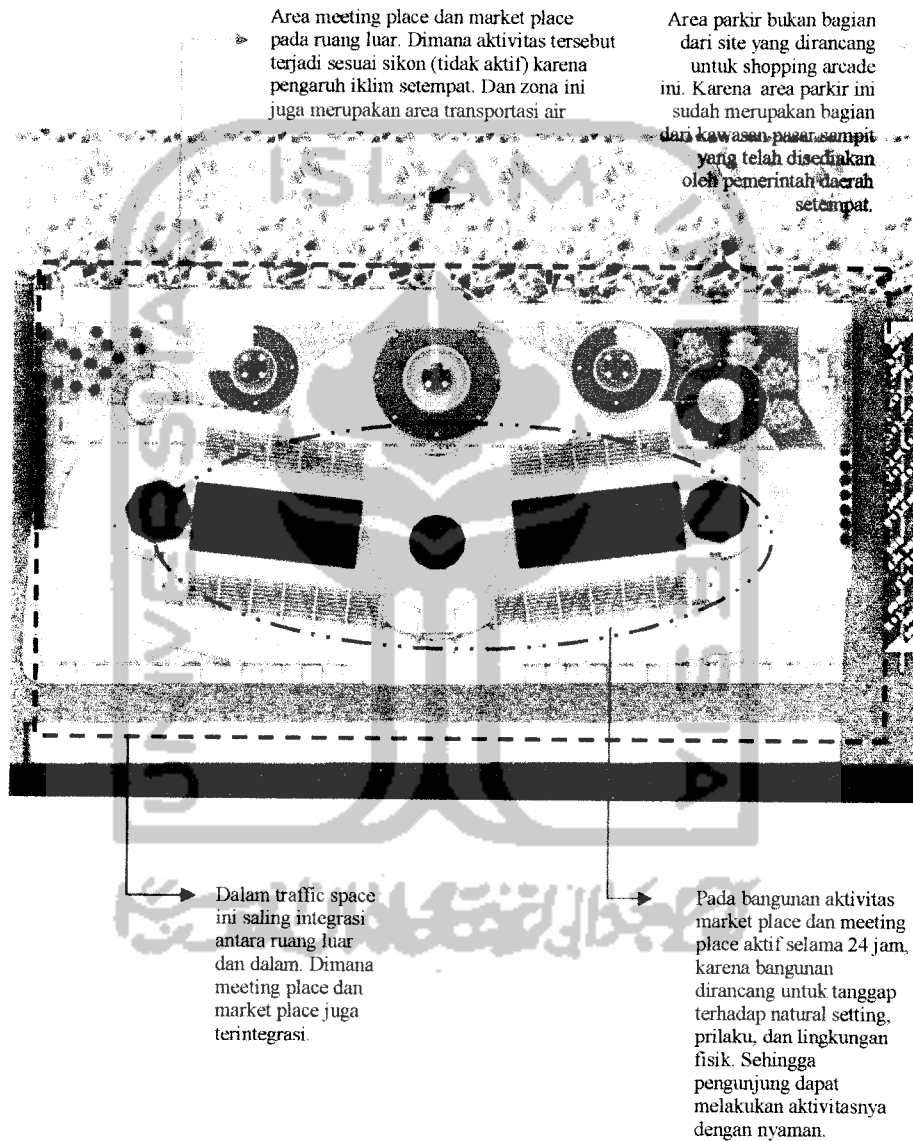 Area meeting place dan market place
pada ruang luar. Dimana aktivitas tersebut
terjadi sesuai sikon (tidak aktif) karena
pengaruh iklim setempat. Dan zona ini
juga merupakan area transportasi air
Area parkir bukan bagian
dari site yang dirancang
untuk shopping arcade
ini. Karena area parkir ini
sudah merupakan bagian
dari kawasan pasar sampit
yang telah disediakan
oleh pemerintah daerah
setempat.
ISLAM
UNIVERSITAS
INDONESIA
Dalam traffic space
ini saling integrasi
antara ruang luar
dan dalam. Dimana
meeting place dan
market place juga
terintegrasi.
Pada bangunan aktivitas
market place dan meeting
place aktif selama 24 jam,
karena bangunan
dirancang untuk tanggap
terhadap natural setting,
prilaku, dan lingkungan
fisik. Sehingga
pengunjung dapat
melakukan aktivitasnya
dengan nyaman.